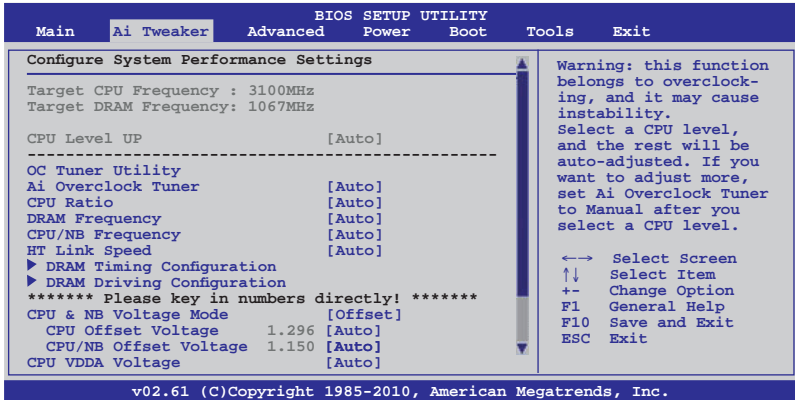 BIOS SETUP UTILITY
Main Ai Tweaker Advanced Power Boot Tools Exit
Configure System Performance Settings
Target CPU Frequency : 3100MHz
Target DRAM Frequency: 1067MHz
CPU Level UP [Auto]
------------------------------------------------
OC Tuner Utility
Ai Overclock Tuner [Auto]
CPU Ratio [Auto]
DRAM Frequency [Auto]
CPU/NB Frequency [Auto]
HT Link Speed [Auto]
DRAM Timing Configuration
DRAM Driving Configuration
******* Please key in numbers directly! *******
CPU & NB Voltage Mode [Offset]
CPU Offset Voltage 1.296 [Auto]
CPU/NB Offset Voltage 1.150 [Auto]
CPU VDDA Voltage [Auto]
Warning: this function
belongs to overclock-
ing, and it may cause
instability.
Select a CPU level,
and the rest will be
auto-adjusted. If you
want to adjust more,
set Ai Overclock Tuner
to Manual after you
select a CPU level.
←→ Select Screen
↑↓ Select Item
+- Change Option
F1 General Help
F10 Save and Exit
ESC Exit
v02.61 (C)Copyright 1985-2010, American Megatrends, Inc.